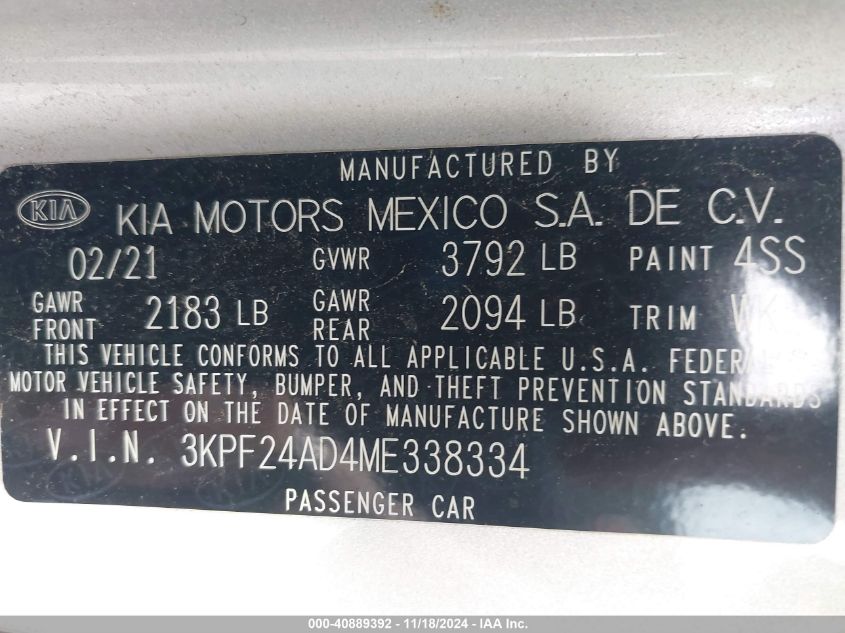 MANUFACTURED BY
KIA KIA MOTORS MEXICO S.A. DE C.V.
02/21 GVWR 3792 LB PAINT 4SS
GAWR FRONT 2183 LB GAWR REAR 2094 LB TRIM WK
THIS VEHICLE CONFORMS TO ALL APPLICABLE U.S.A. FEDERAL
MOTOR VEHICLE SAFETY, BUMPER, AND THEFT PREVENTION STANDARDS
IN EFFECT ON THE DATE OF MANUFACTURE SHOWN ABOVE.
V.I.N. 3KPF24AD4ME338334
PASSENGER CAR
000-40889392 - 11/18/2024 - IAA Inc.